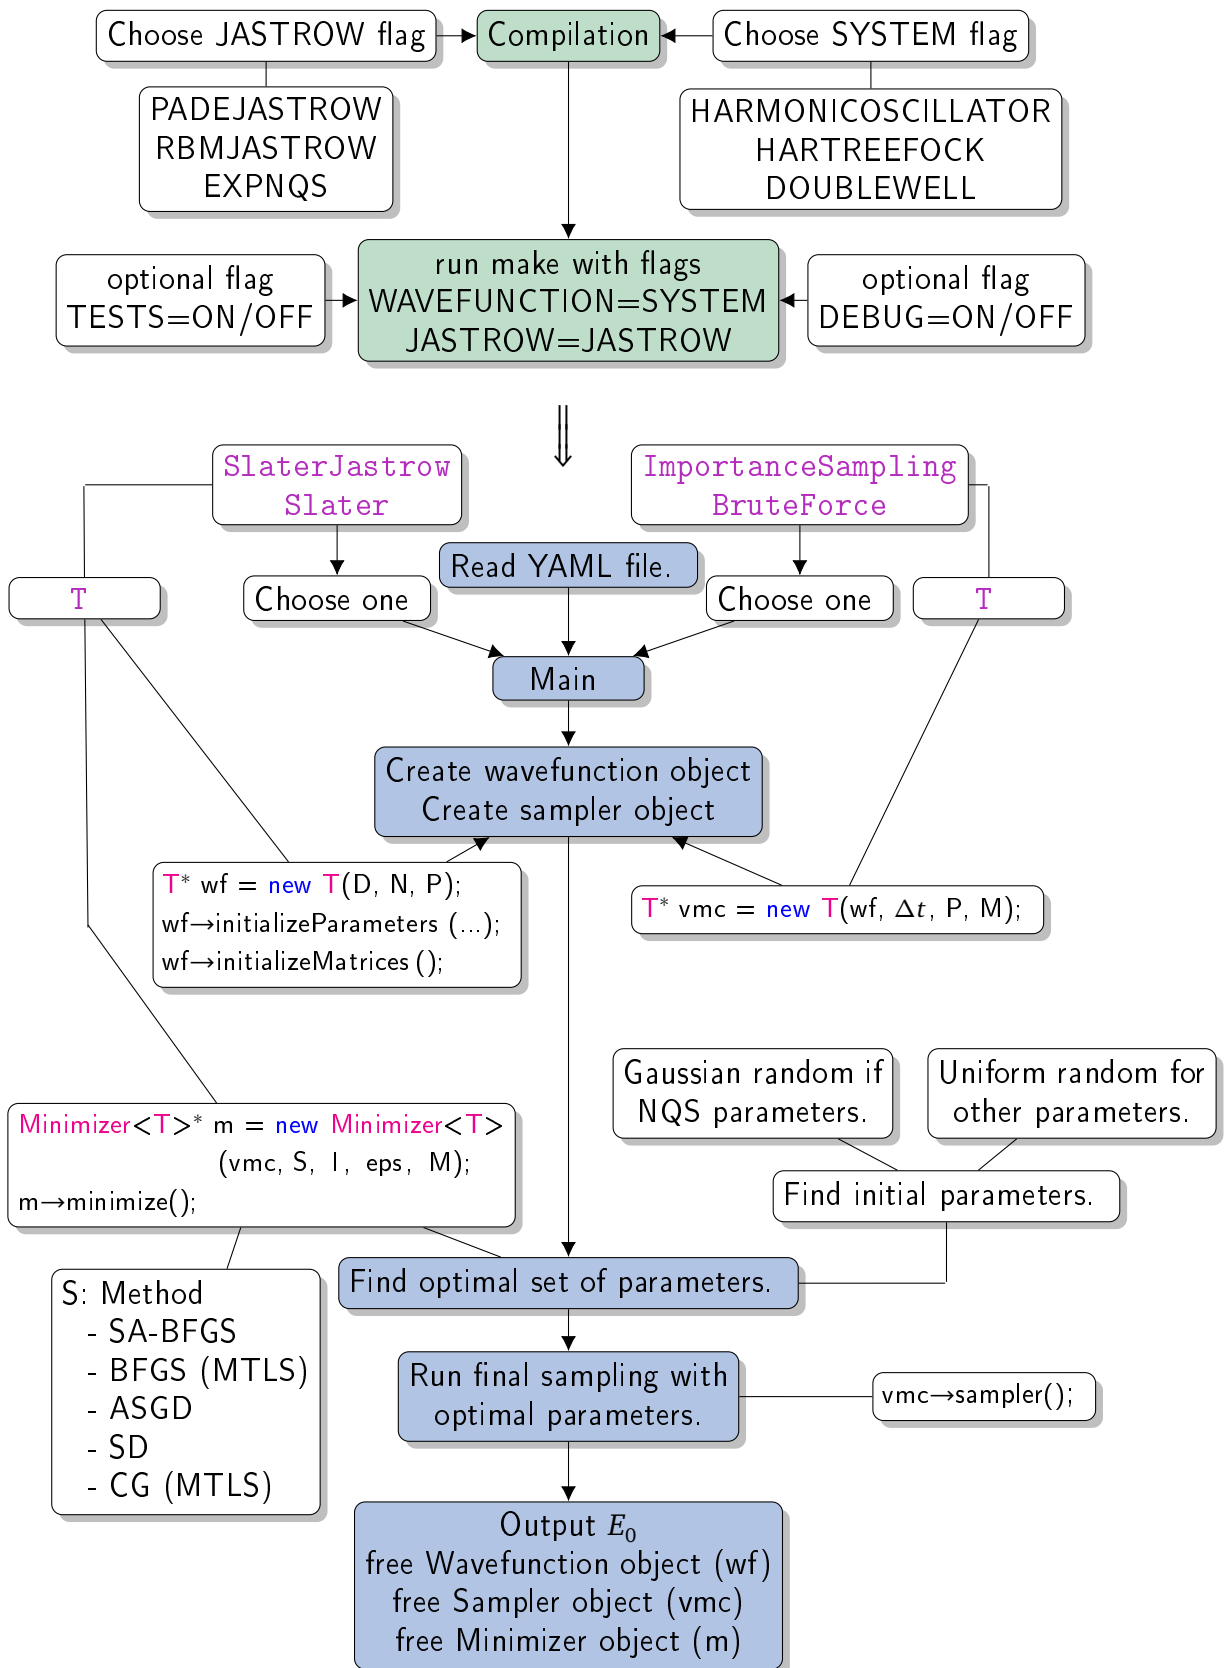 Choose JASTROW flag
Compilation
Choose SYSTEM flag
PADEJASTROW
RBMJASTROW
EXPNQS
HARMONICOSCILLATOR
HARTREEFOCK
DOUBLEWELL
optional flag
TESTS=ON/OFF
run make with flags
WAVEFUNCTION=SYSTEM
JASTROW=JASTROW
optional flag
DEBUG=ON/OFF
⇓
SlaterJastrow
Slater
ImportanceSampling
BruteForce
Read YAML file.
T
Choose one
Choose one
T
Main
Create wavefunction object
Create sampler object
T* wf = new T(D, N, P);
wf→initializeParameters (...);
wf→initializeMatrices ();
T* vmc = new T(wf, Δt, P, M);
Gaussian random if
NQS parameters.
Uniform random for
other parameters.
Minimizer<T>* m = new Minimizer<T>
(vmc, S, I, eps, M);
m→minimize();
Find initial parameters.
Find optimal set of parameters.
S: Method
- SA-BFGS
- BFGS (MTLS)
- ASGD
- SD
- CG (MTLS)
Run final sampling with
optimal parameters.
vmc→sampler();
Output E₀
free Wavefunction object (wf)
free Sampler object (vmc)
free Minimizer object (m)